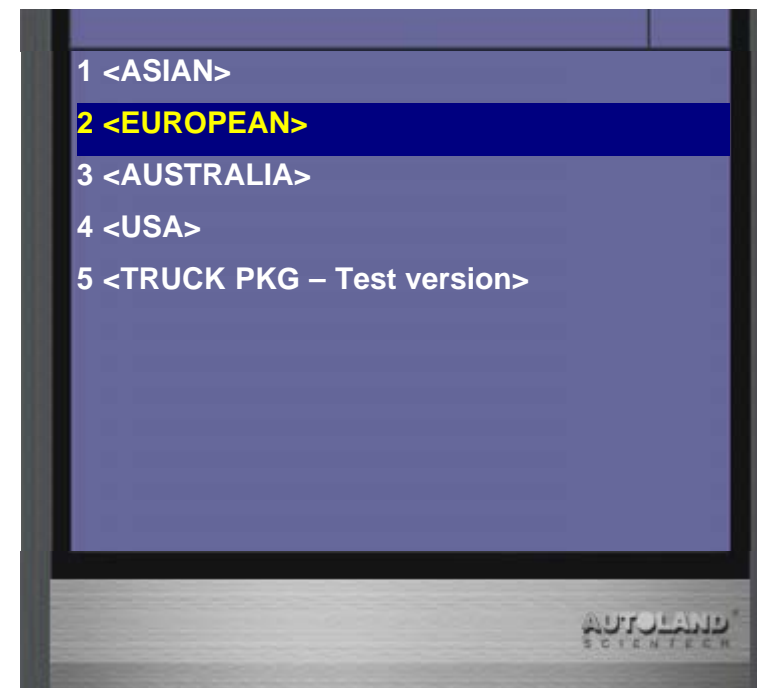 1 <ASIAN>
2 <EUROPEAN>
3 <AUSTRALIA>
4 <USA>
5 <TRUCK PKG – Test version>
AUTOLAND
SCIENTECH